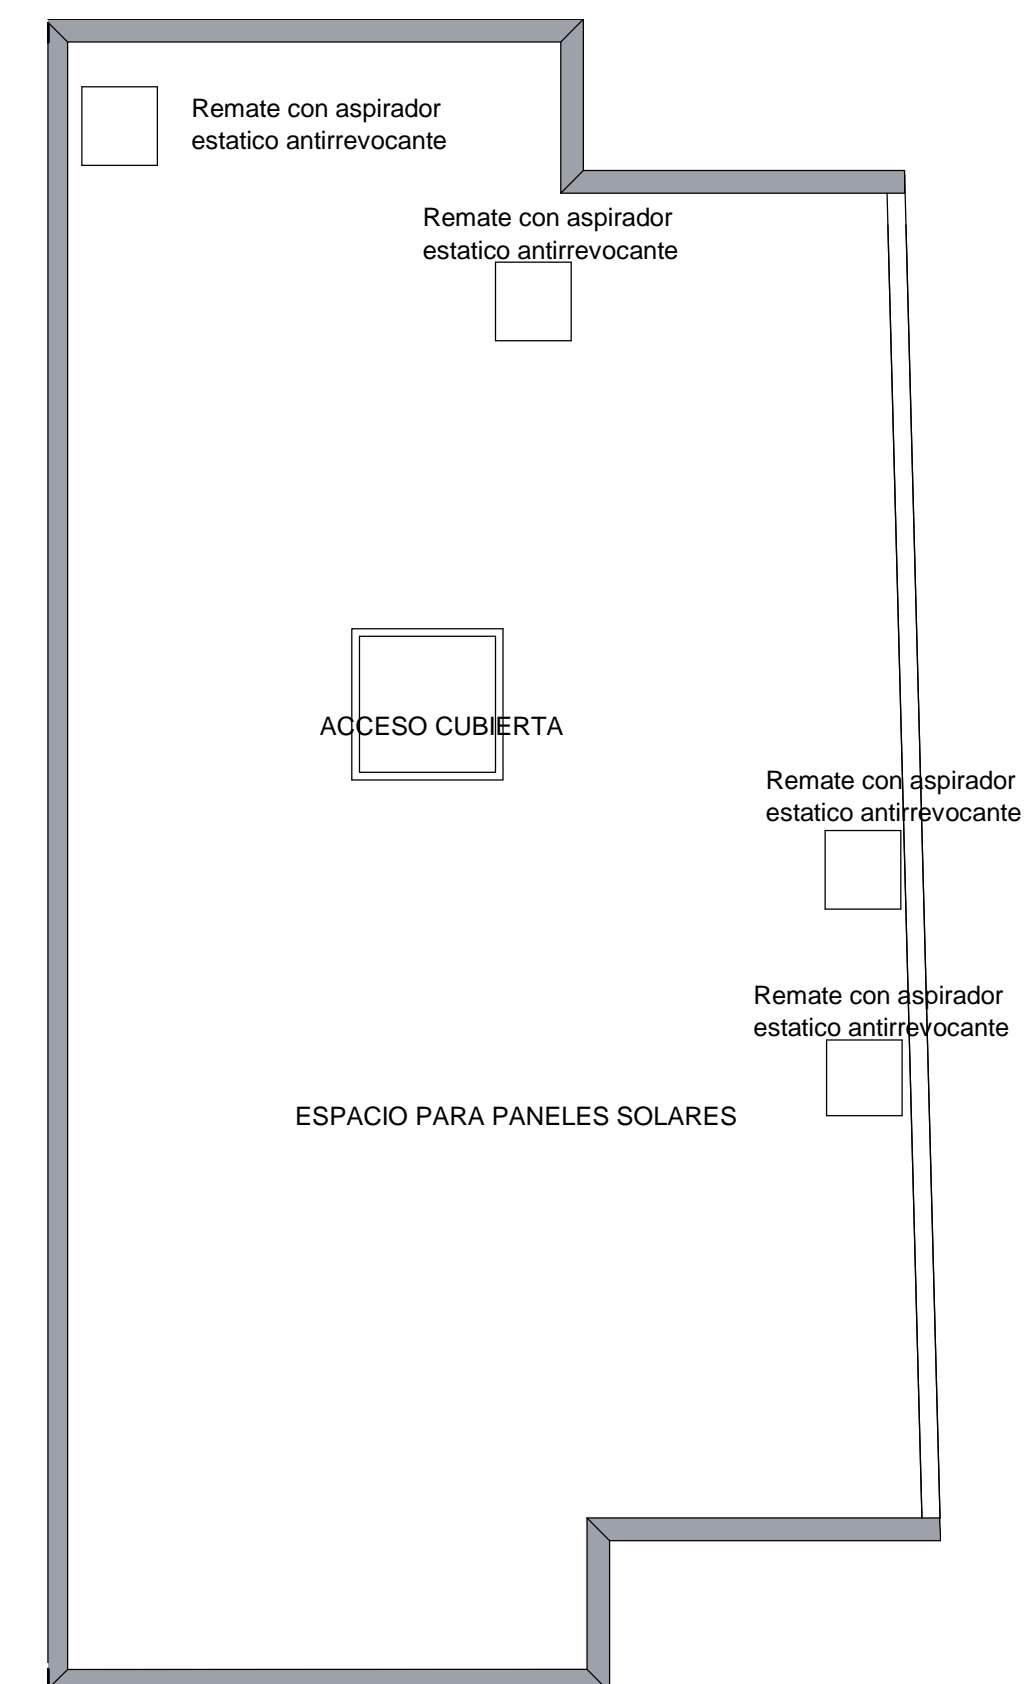 Remate con aspirador
estatico antirrevocante
Remate con aspirador
estatico antirrevocante
ACCESO CUBIERTA
Remate con aspirador
estatico antirrevocante
Remate con aspirador
estatico antirrevocante
ESPACIO PARA PANELES SOLARES